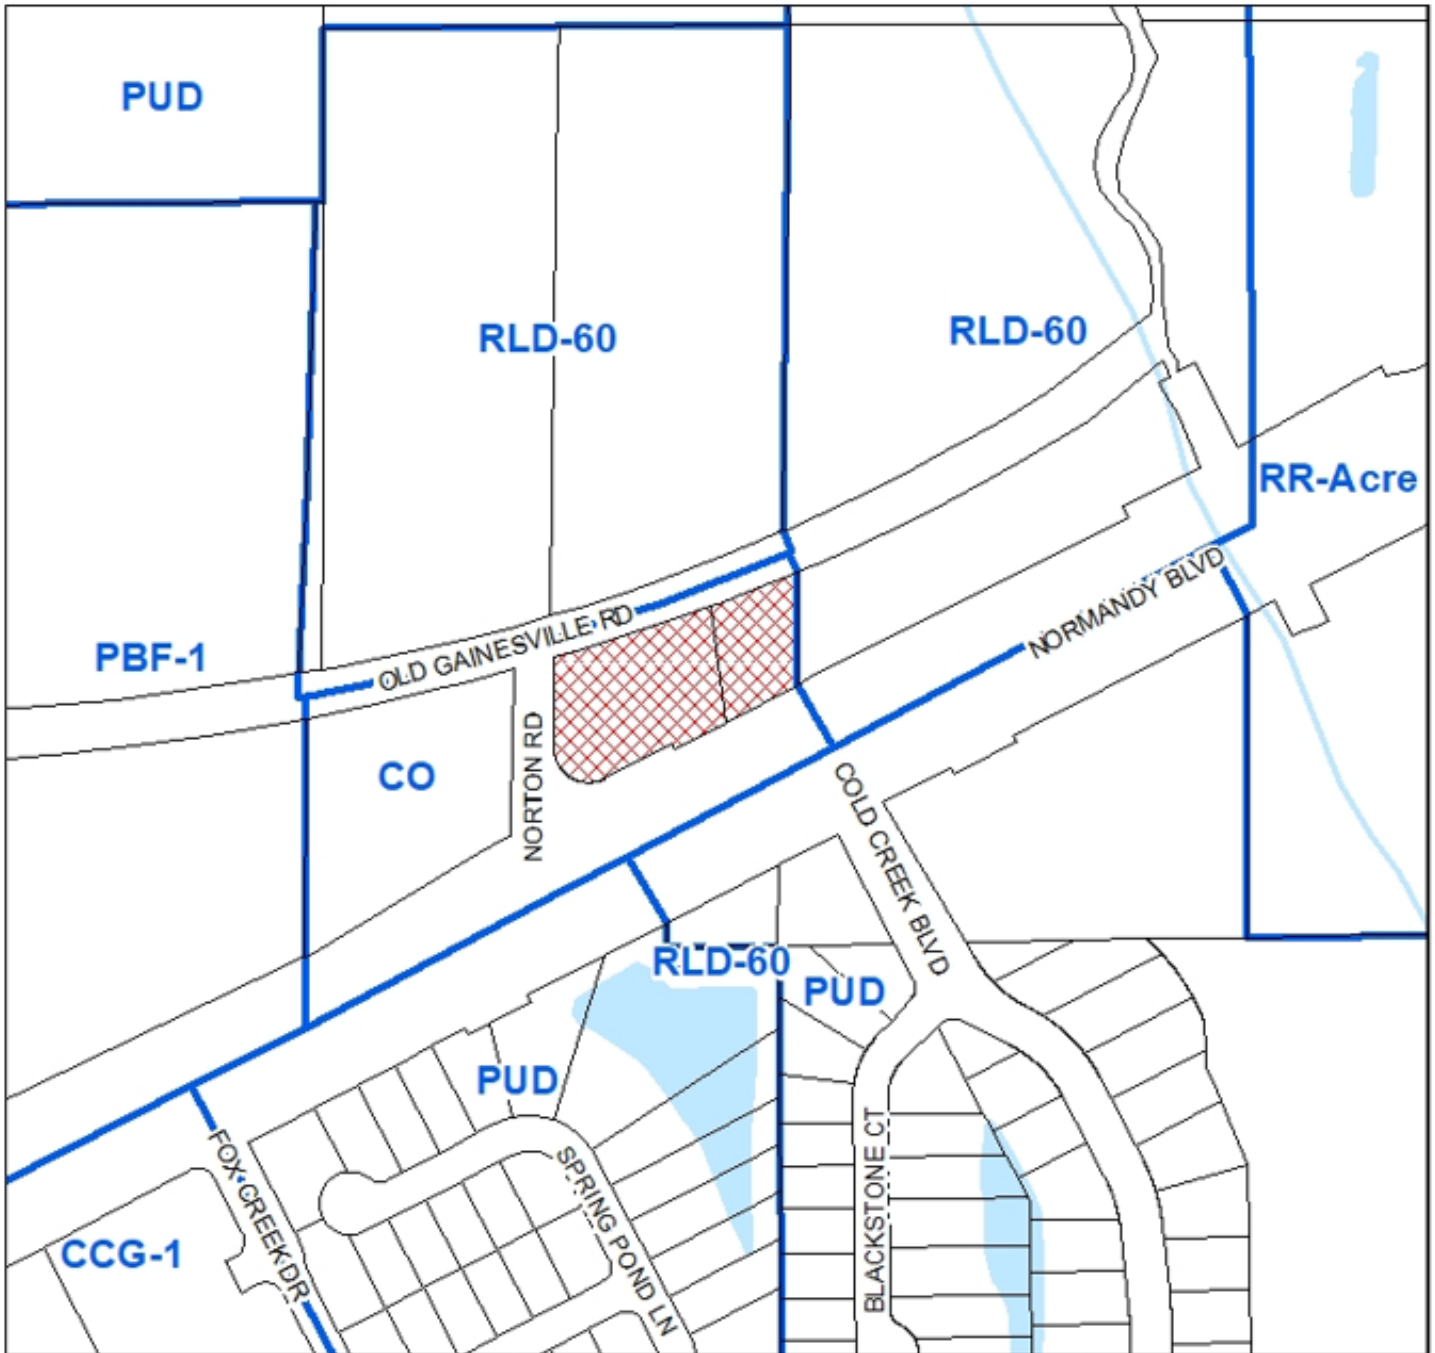 PUD
RLD-60
RLD-60
RR-Acre
NORMANDY BLVD
OLD GAINESVILLE RD
PBF-1
CO
NORTON RD
COLD CREEK BLVD
RLD-60
PUD
PUD
FOX CREEK DR
SPRING POND LN
BLACKSTONE CT
CCG-1